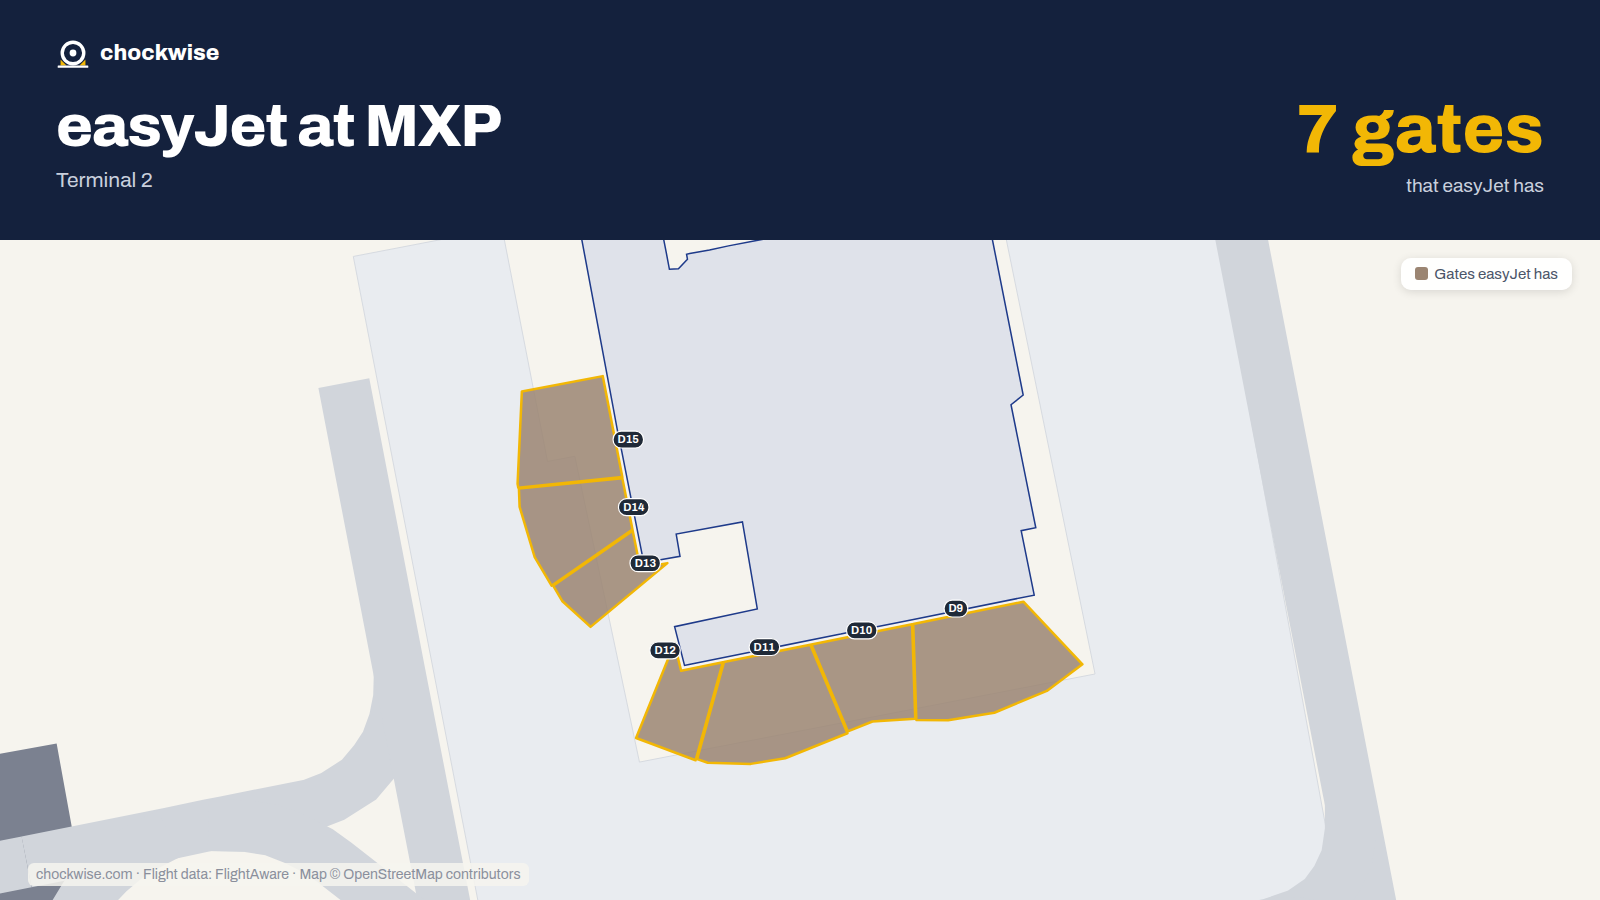 chockwise
easyJet at MXP
Terminal 2
7 gates
that easyJet has
Gates easyJet has
D15
D14
D13
D12
D11
D10
D9
chockwise.com · Flight data: FlightAware · Map © OpenStreetMap contributors